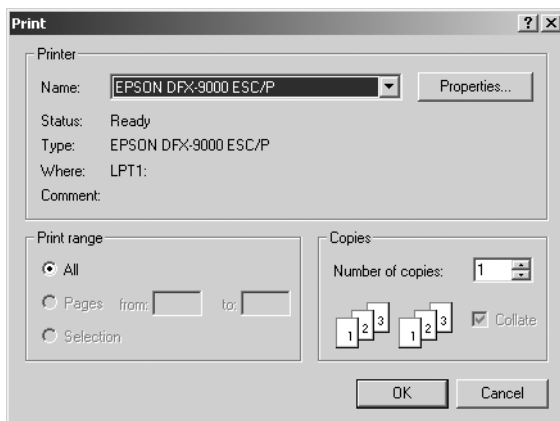 Print
Printer
Name: EPSON DFX-9000 ESC/P Properties...
Status: Ready
Type: EPSON DFX-9000 ESC/P
Where: LPT1:
Comment:
Print range
All
Pages from: to:
Selection
Copies
Number of copies: 1
1 2 3 1 2 3
Collate
OK Cancel